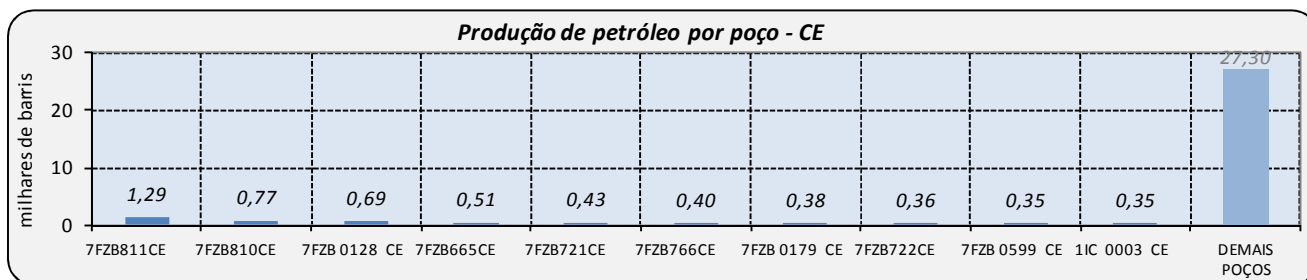 Produção de petróleo por poço - CE
milhares de barris
30
20
10
0
1,29 0,77 0,69 0,51 0,43 0,40 0,38 0,36 0,35 0,35 27,30
7FZB811CE 7FZB810CE 7FZB 0128 CE 7FZB665CE 7FZB721CE 7FZB766CE 7FZB 0179 CE 7FZB722CE 7FZB 0599 CE 1IC 0003 CE DEMAIS
POÇOS